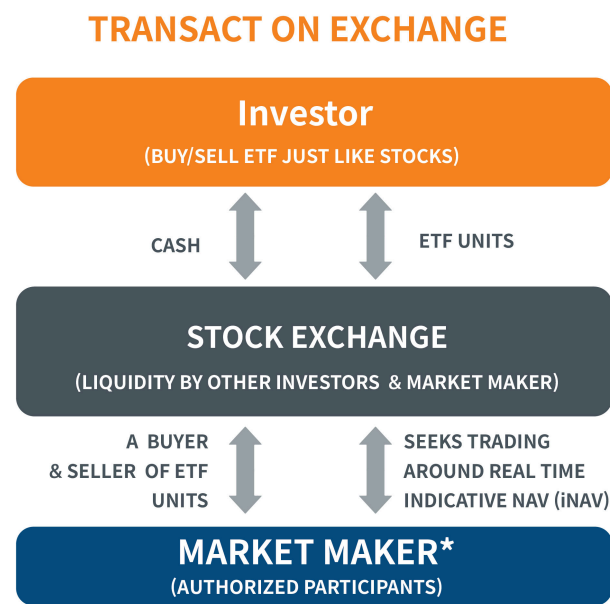 TRANSACT ON EXCHANGE
Investor
(BUY/SELL ETF JUST LIKE STOCKS)
CASH
ETF UNITS
STOCK EXCHANGE
(LIQUIDITY BY OTHER INVESTORS & MARKET MAKER)
A BUYER
& SELLER OF ETF
UNITS
SEEKS TRADING
AROUND REAL TIME
INDICATIVE NAV (iNAV)
MARKET MAKER*
(AUTHORIZED PARTICIPANTS)